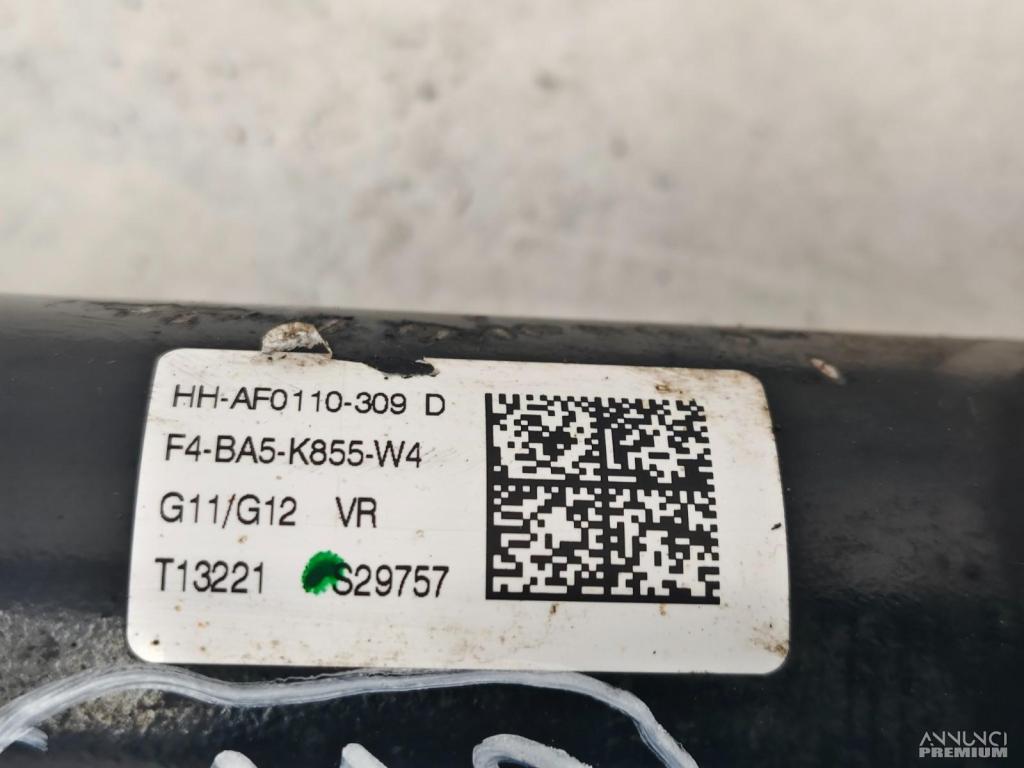 HH-AF0110-309 D
F4-BA5-K855-W4
G11/G12 VR
T13221 S29757
ANNUNCI
PREMIUM